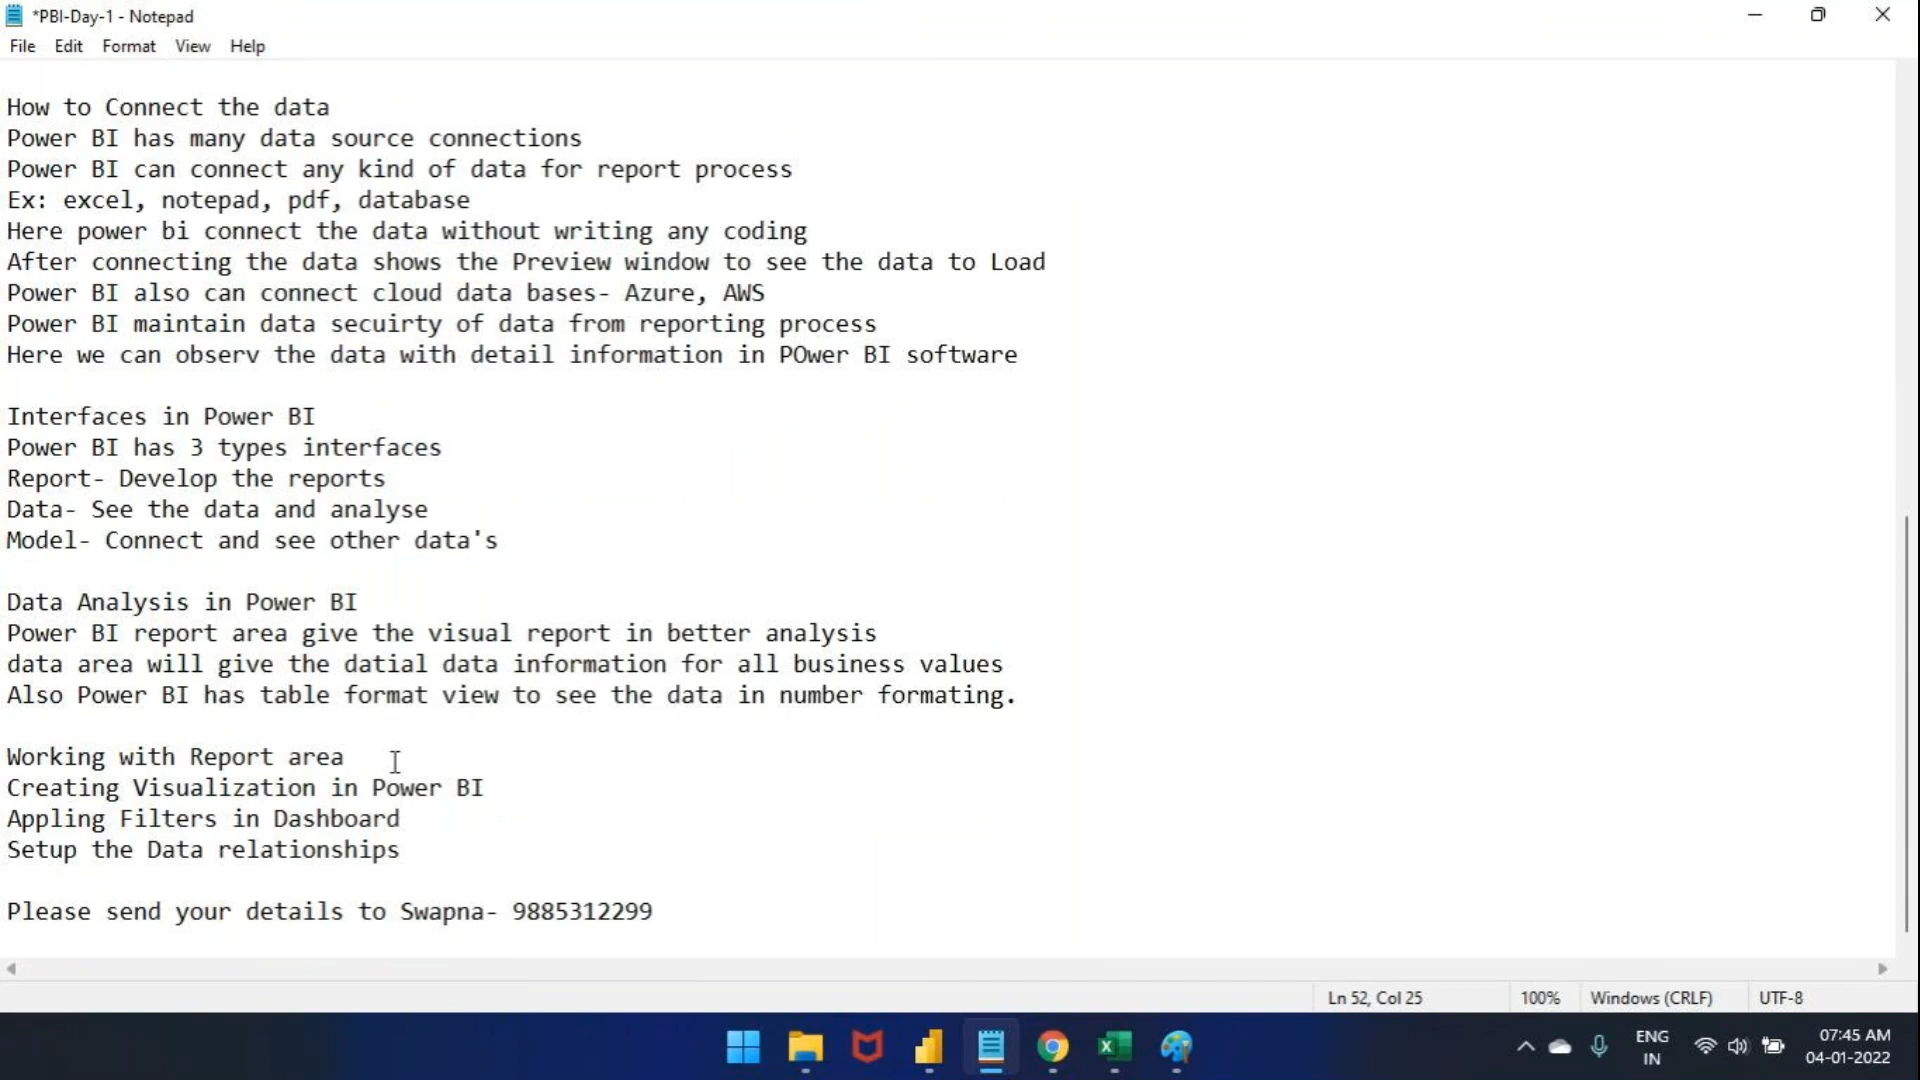 *PBI-Day-1 - Notepad
File Edit Format View Help
How to Connect the data
Power BI has many data source connections
Power BI can connect any kind of data for report process
Ex: excel, notepad, pdf, database
Here power bi connect the data without writing any coding
After connecting the data shows the Preview window to see the data to Load
Power BI also can connect cloud data bases- Azure, AWS
Power BI maintain data secuirty of data from reporting process
Here we can observ the data with detail information in POwer BI software
Interfaces in Power BI
Power BI has 3 types interfaces
Report- Develop the reports
Data- See the data and analyse
Model- Connect and see other data's
Data Analysis in Power BI
Power BI report area give the visual report in better analysis
data area will give the datial data information for all business values
Also Power BI has table format view to see the data in number formating.
Working with Report area
Creating Visualization in Power BI
Appling Filters in Dashboard
Setup the Data relationships
Please send your details to Swapna- 9885312299
Ln 52, Col 25 100% Windows (CRLF) UTF-8
ENG 07:45 AM
IN 04-01-2022